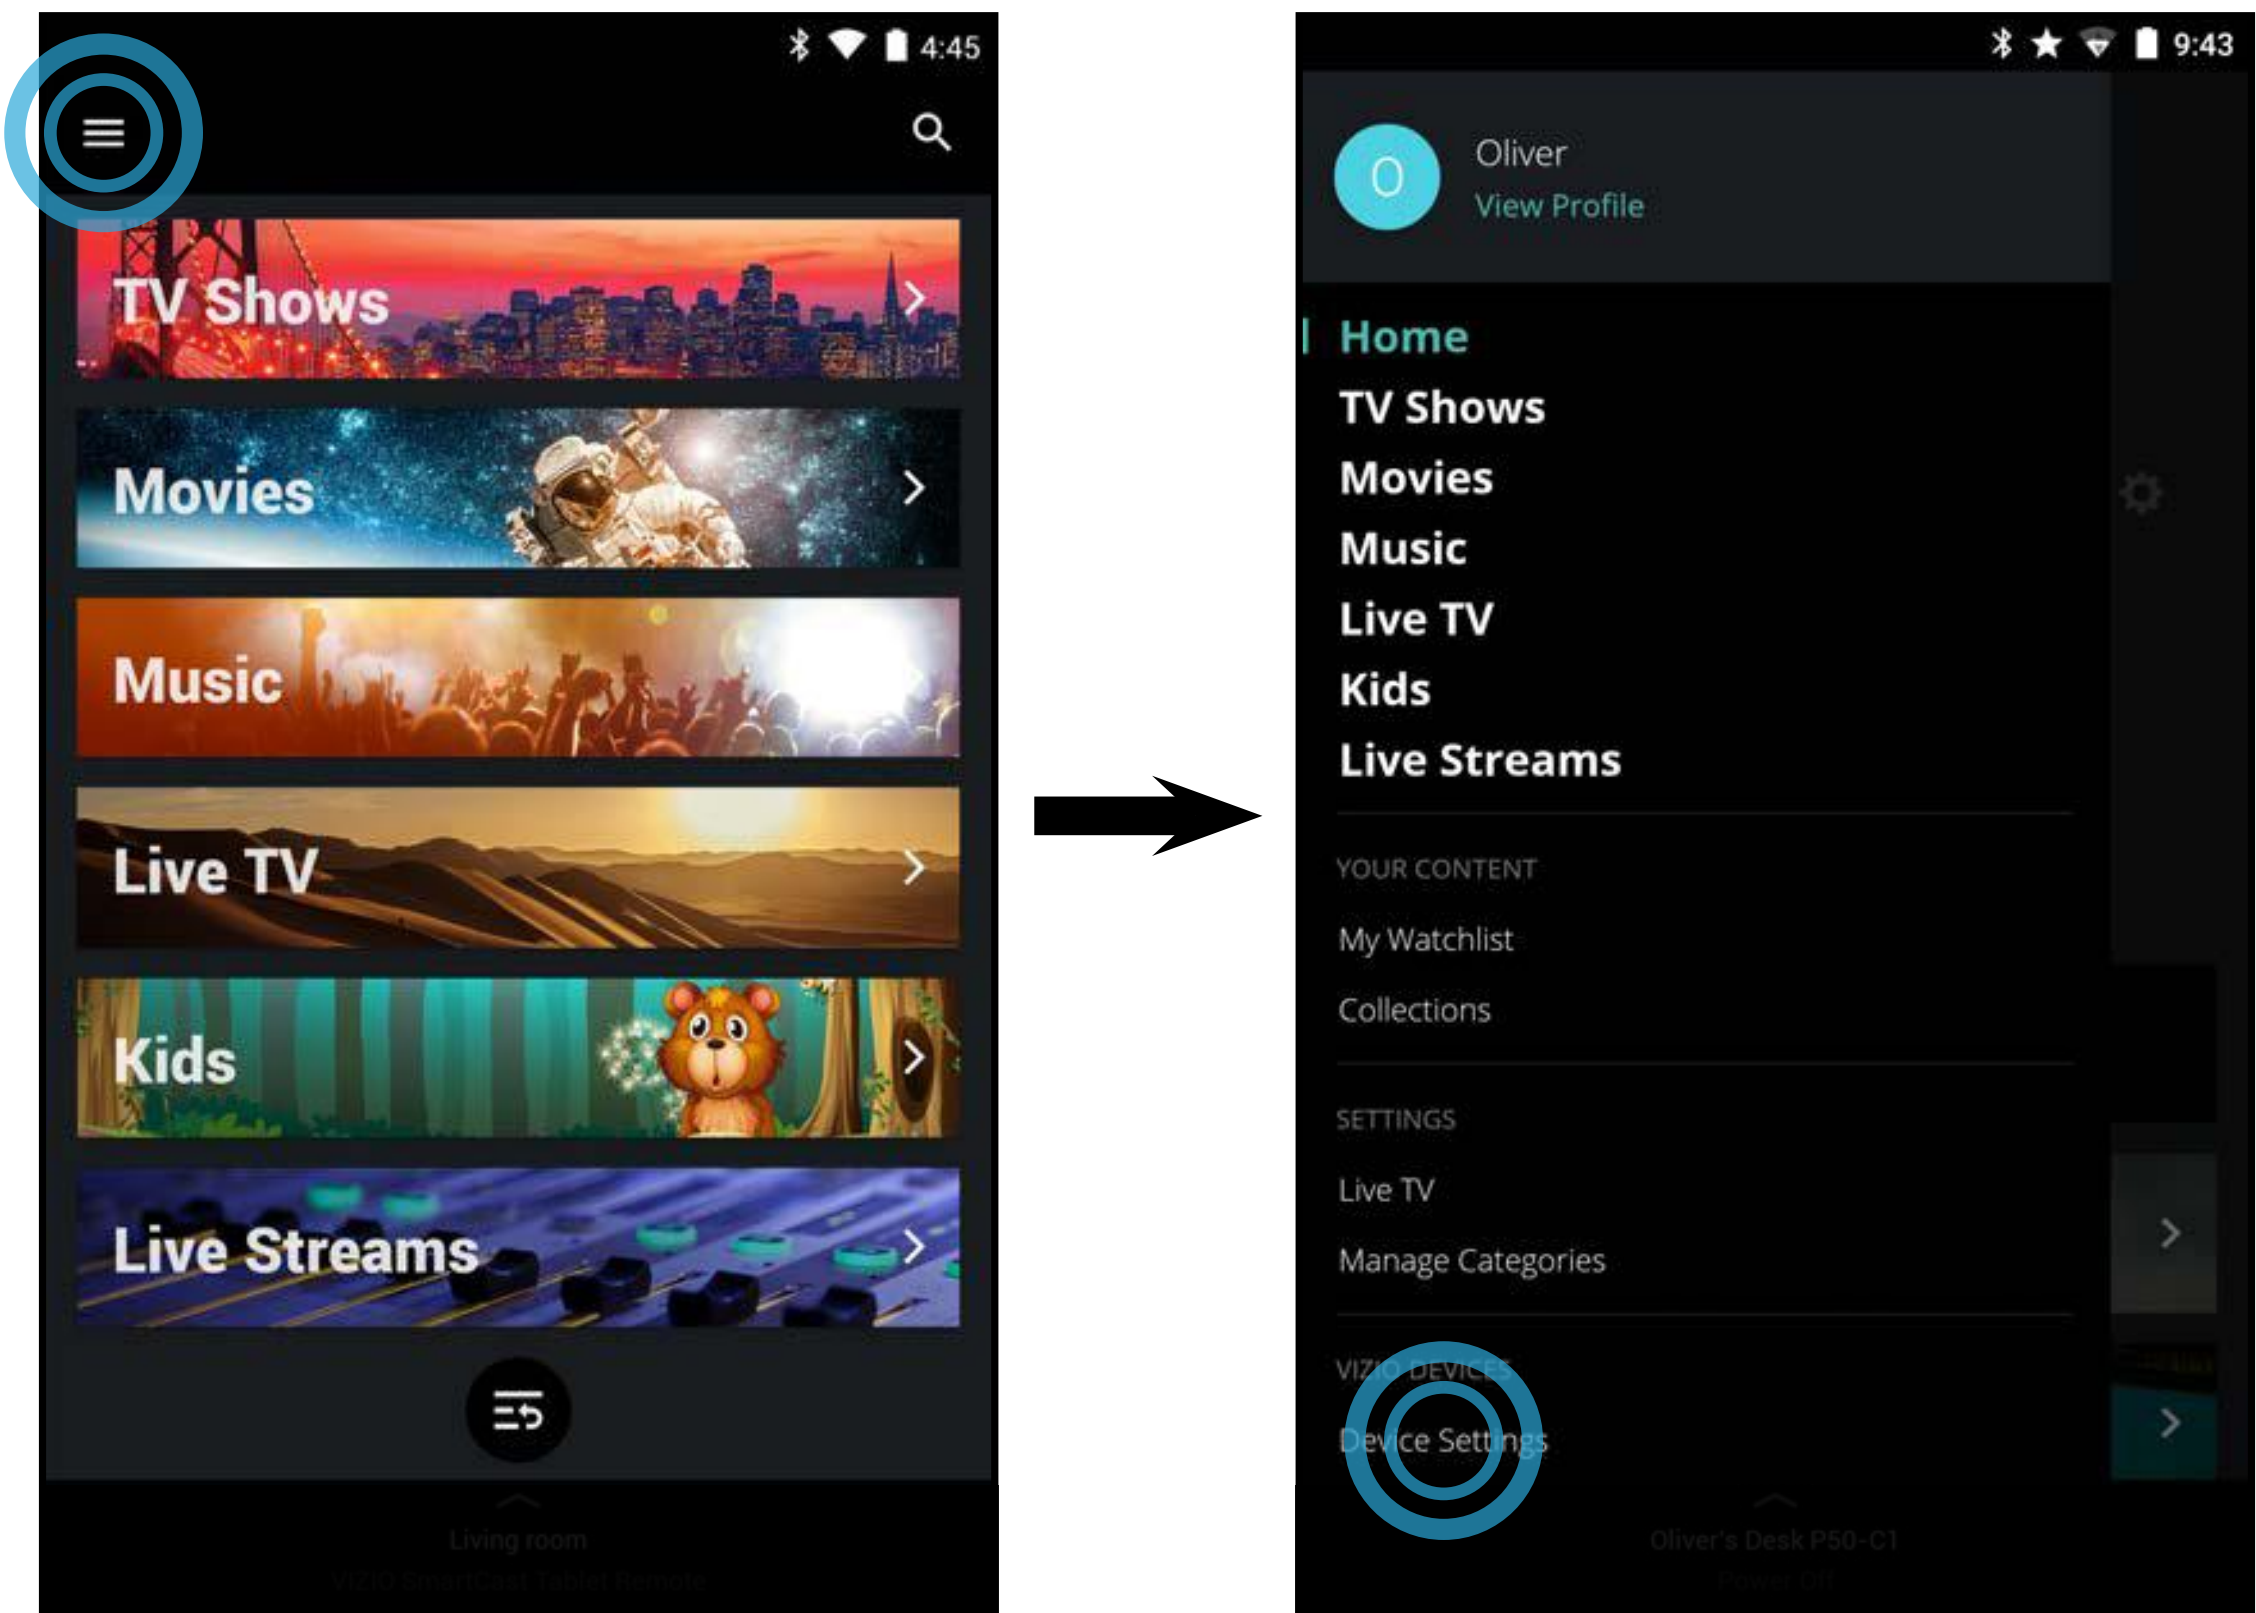 4:45
TV Shows
Movies
Music
Live TV
Kids
Live Streams
Living room
VIZIO SmartCast Tablet Remote
9:43
O
Oliver
View Profile
Home
TV Shows
Movies
Music
Live TV
Kids
Live Streams
YOUR CONTENT
My Watchlist
Collections
SETTINGS
Live TV
Manage Categories
VIZIO DEVICES
Device Settings
Oliver's Desk P50-C1
Power Off